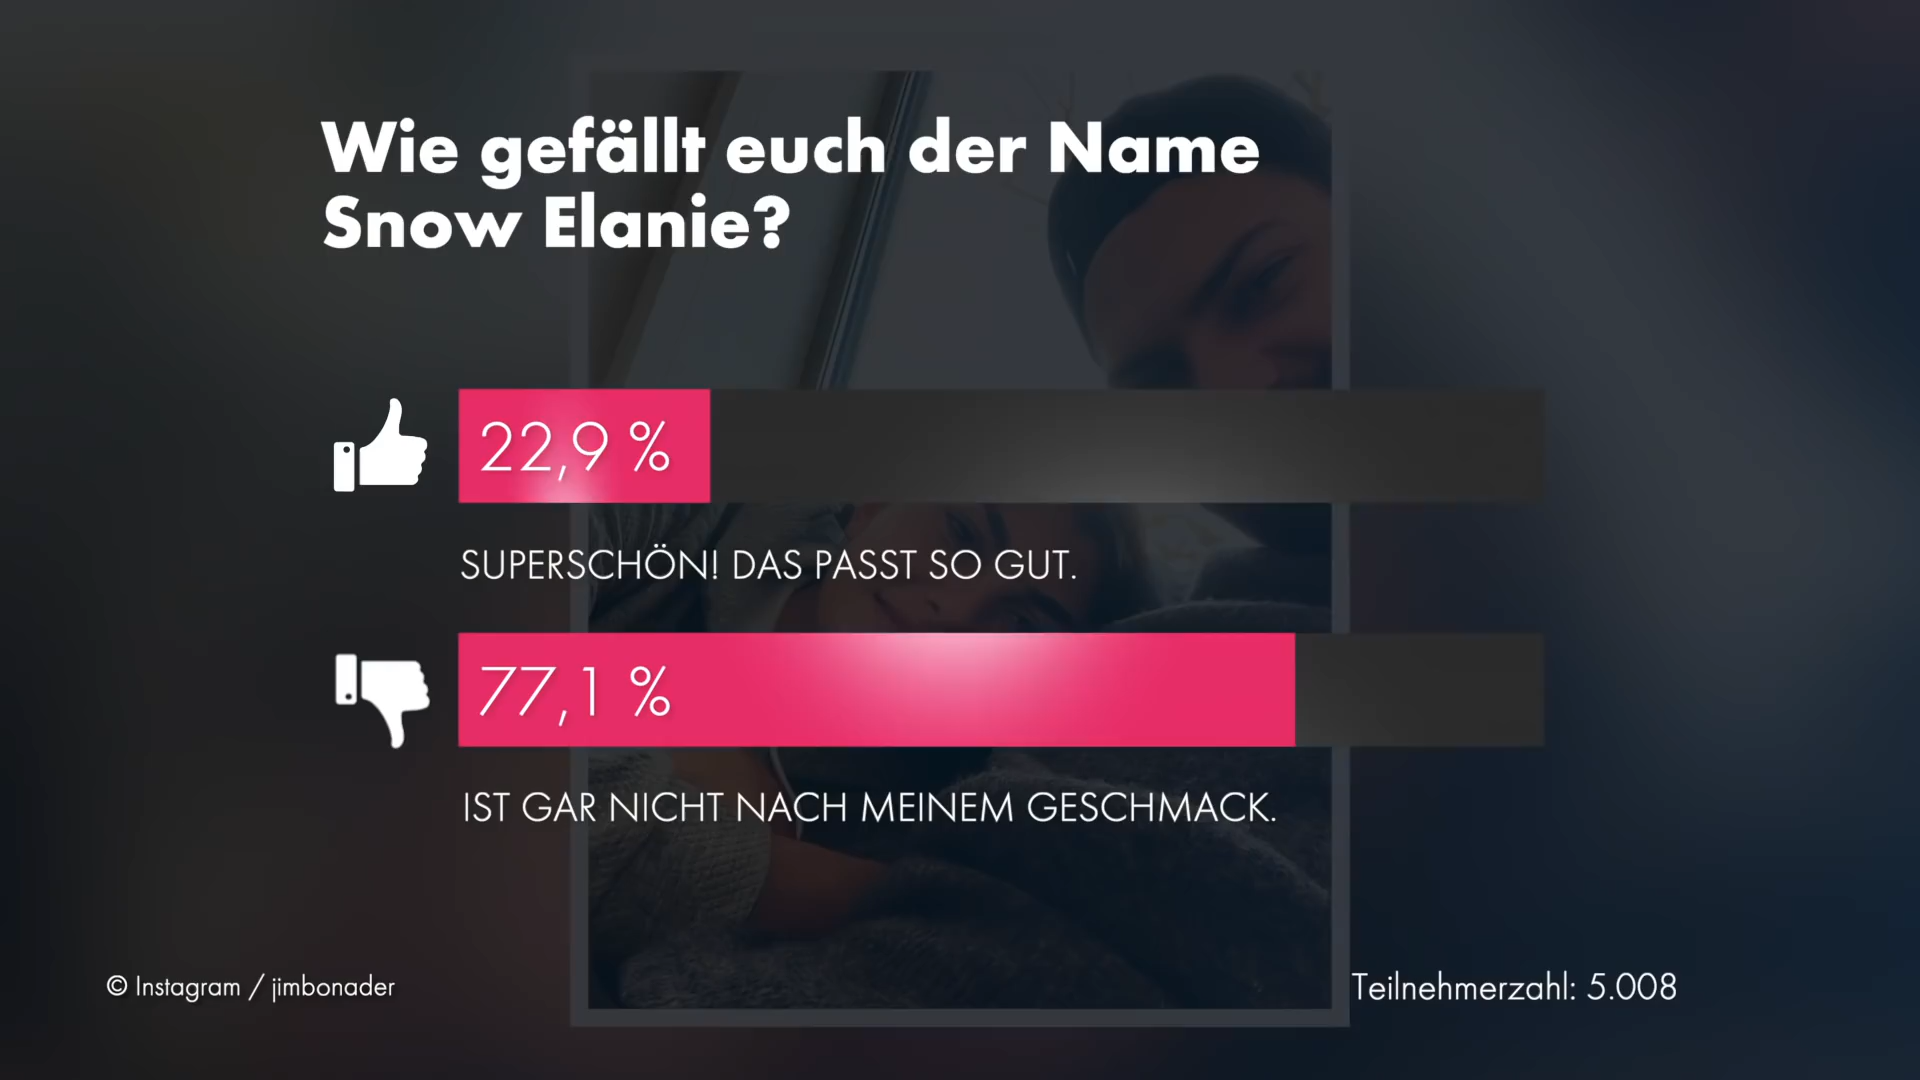 Wie gefällt euch der Name
Snow Elanie?
22,9 %
SUPERSCHÖN! DAS PASST SO GUT.
77,1 %
IST GAR NICHT NACH MEINEM GESCHMACK.
© Instagram / jimbonader
Teilnehmerzahl: 5.008